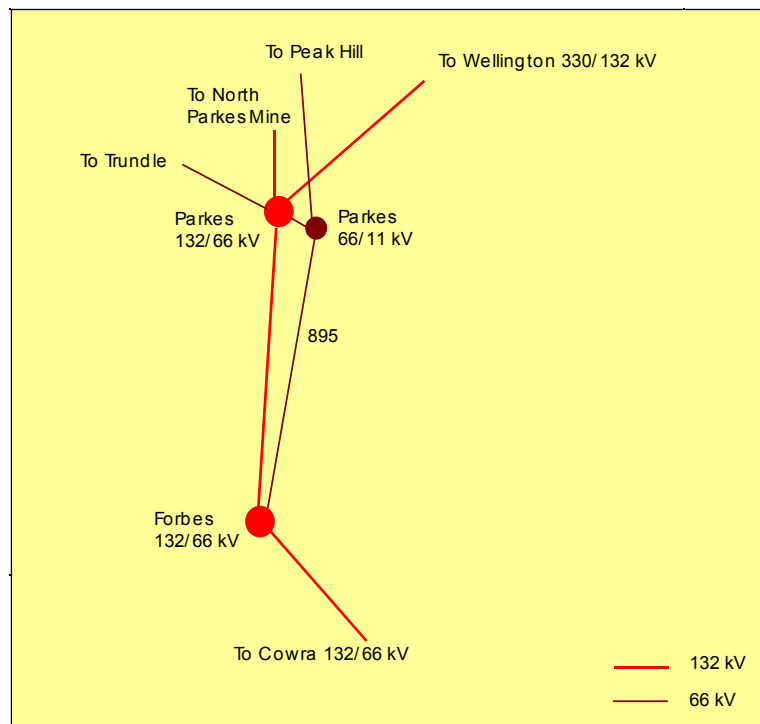 To Peak Hill
To Wellington 330/132 kV
To North
Parkes Mine
To Trundle
Parkes
132/66 kV
Parkes
66/11 kV
895
Forbes
132/66 kV
To Cowra 132/66 kV
132 kV
66 kV